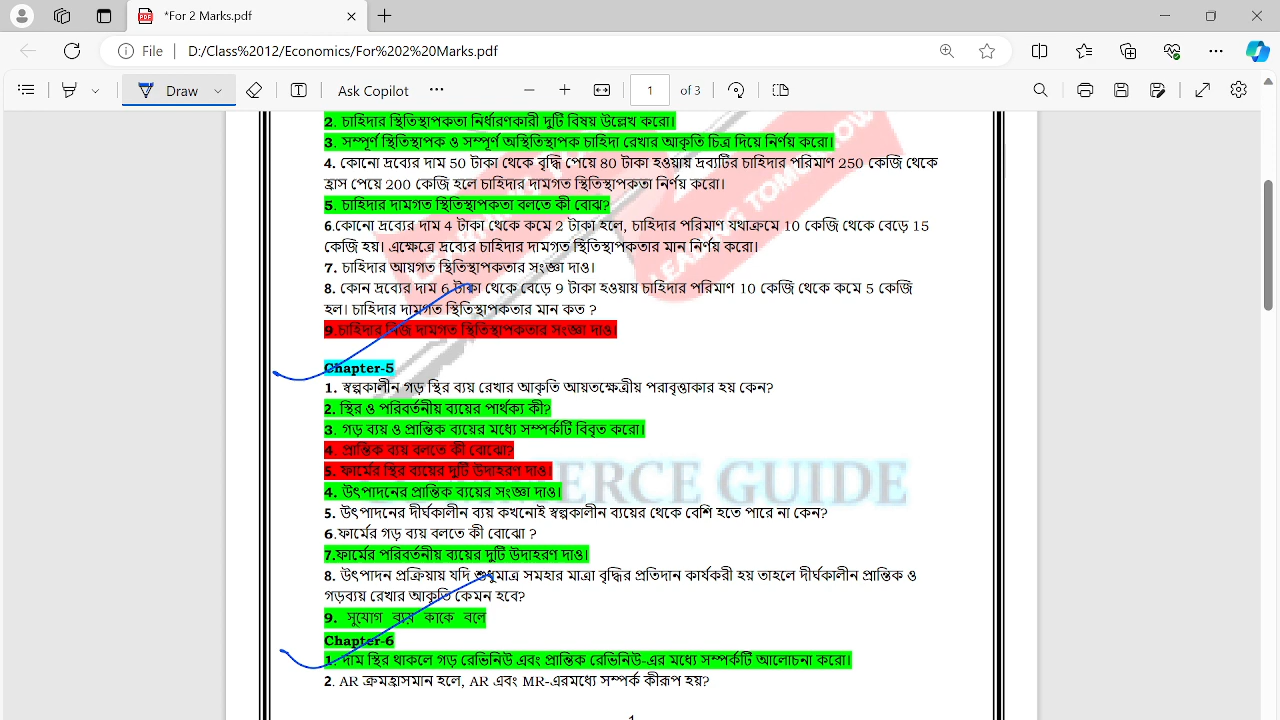 *For 2 Marks.pdf
File D:/Class%2012/Economics/For%202%20Marks.pdf
Draw Ask Copilot 1 of 3
2. চাহিদার স্থিতিস্থাপকতা নির্ধারণকারী দুটি বিষয় উল্লেখ করো।
3. সম্পূর্ণ স্থিতিস্থাপক ও সম্পূর্ণ অস্থিতিস্থাপক চাহিদা রেখার আকৃতি চিত্র দিয়ে নির্ণয় করো।
4. কোনো দ্রব্যের দাম 50 টাকা থেকে বৃদ্ধি পেয়ে 80 টাকা হওয়ায় দ্রব্যটির চাহিদার পরিমাণ 250 কেজি থেকে
হ্রাস পেয়ে 200 কেজি হলে চাহিদার দামগত স্থিতিস্থাপকতা নির্ণয় করো।
5. চাহিদার দামগত স্থিতিস্থাপকতা বলতে কী বোঝ?
6.কোনো দ্রব্যের দাম 4 টাকা থেকে কমে 2 টাকা হলে, চাহিদার পরিমাণ যথাক্রমে 10 কেজি থেকে বেড়ে 15
কেজি হয়। এক্ষেত্রে দ্রব্যের চাহিদার দামগত স্থিতিস্থাপকতার মান নির্ণয় করো।
7. চাহিদার আয়গত স্থিতিস্থাপকতার সংজ্ঞা দাও।
8. কোন দ্রব্যের দাম 6 টাকা থেকে বেড়ে 9 টাকা হওয়ায় চাহিদার পরিমাণ 10 কেজি থেকে কমে 5 কেজি
হল। চাহিদার দামগত স্থিতিস্থাপকতার মান কত ?
9.চাহিদার নিজ দামগত স্থিতিস্থাপকতার সংজ্ঞা দাও।
Chapter-5
1. স্বল্পকালীন গড় স্থির ব্যয় রেখার আকৃতি আয়তক্ষেত্রীয় পরাবৃত্তাকার হয় কেন?
2. স্থির ও পরিবর্তনীয় ব্যয়ের পার্থক্য কী?
3. গড় ব্যয় ও প্রান্তিক ব্যয়ের মধ্যে সম্পর্কটি বিবৃত করো।
4. প্রান্তিক ব্যয় বলতে কী বোঝো?
5. ফার্মের স্থির ব্যয়ের দুটি উদাহরণ দাও।
4. উৎপাদনের প্রান্তিক ব্যয়ের সংজ্ঞা দাও।
5. উৎপাদনের দীর্ঘকালীন ব্যয় কখনোই স্বল্পকালীন ব্যয়ের থেকে বেশি হতে পারে না কেন?
6.ফার্মের গড় ব্যয় বলতে কী বোঝো ?
7.ফার্মের পরিবর্তনীয় ব্যয়ের দুটি উদাহরণ দাও।
8. উৎপাদন প্রক্রিয়ায় যদি শুধুমাত্র সমহার মাত্রা বৃদ্ধির প্রতিদান কার্যকরী হয় তাহলে দীর্ঘকালীন প্রান্তিক ও
গড়ব্যয় রেখার আকৃতি কেমন হবে?
9. সুযোগ ব্যয় কাকে বলে
Chapter-6
1. দাম স্থির থাকলে গড় রেভিনিউ এবং প্রান্তিক রেভিনিউ-এর মধ্যে সম্পর্কটি আলোচনা করো।
2. AR ক্রমহ্রাসমান হলে, AR এবং MR-এরমধ্যে সম্পর্ক কীরূপ হয়?
LEADING TOMORROW
ERCE GUIDE